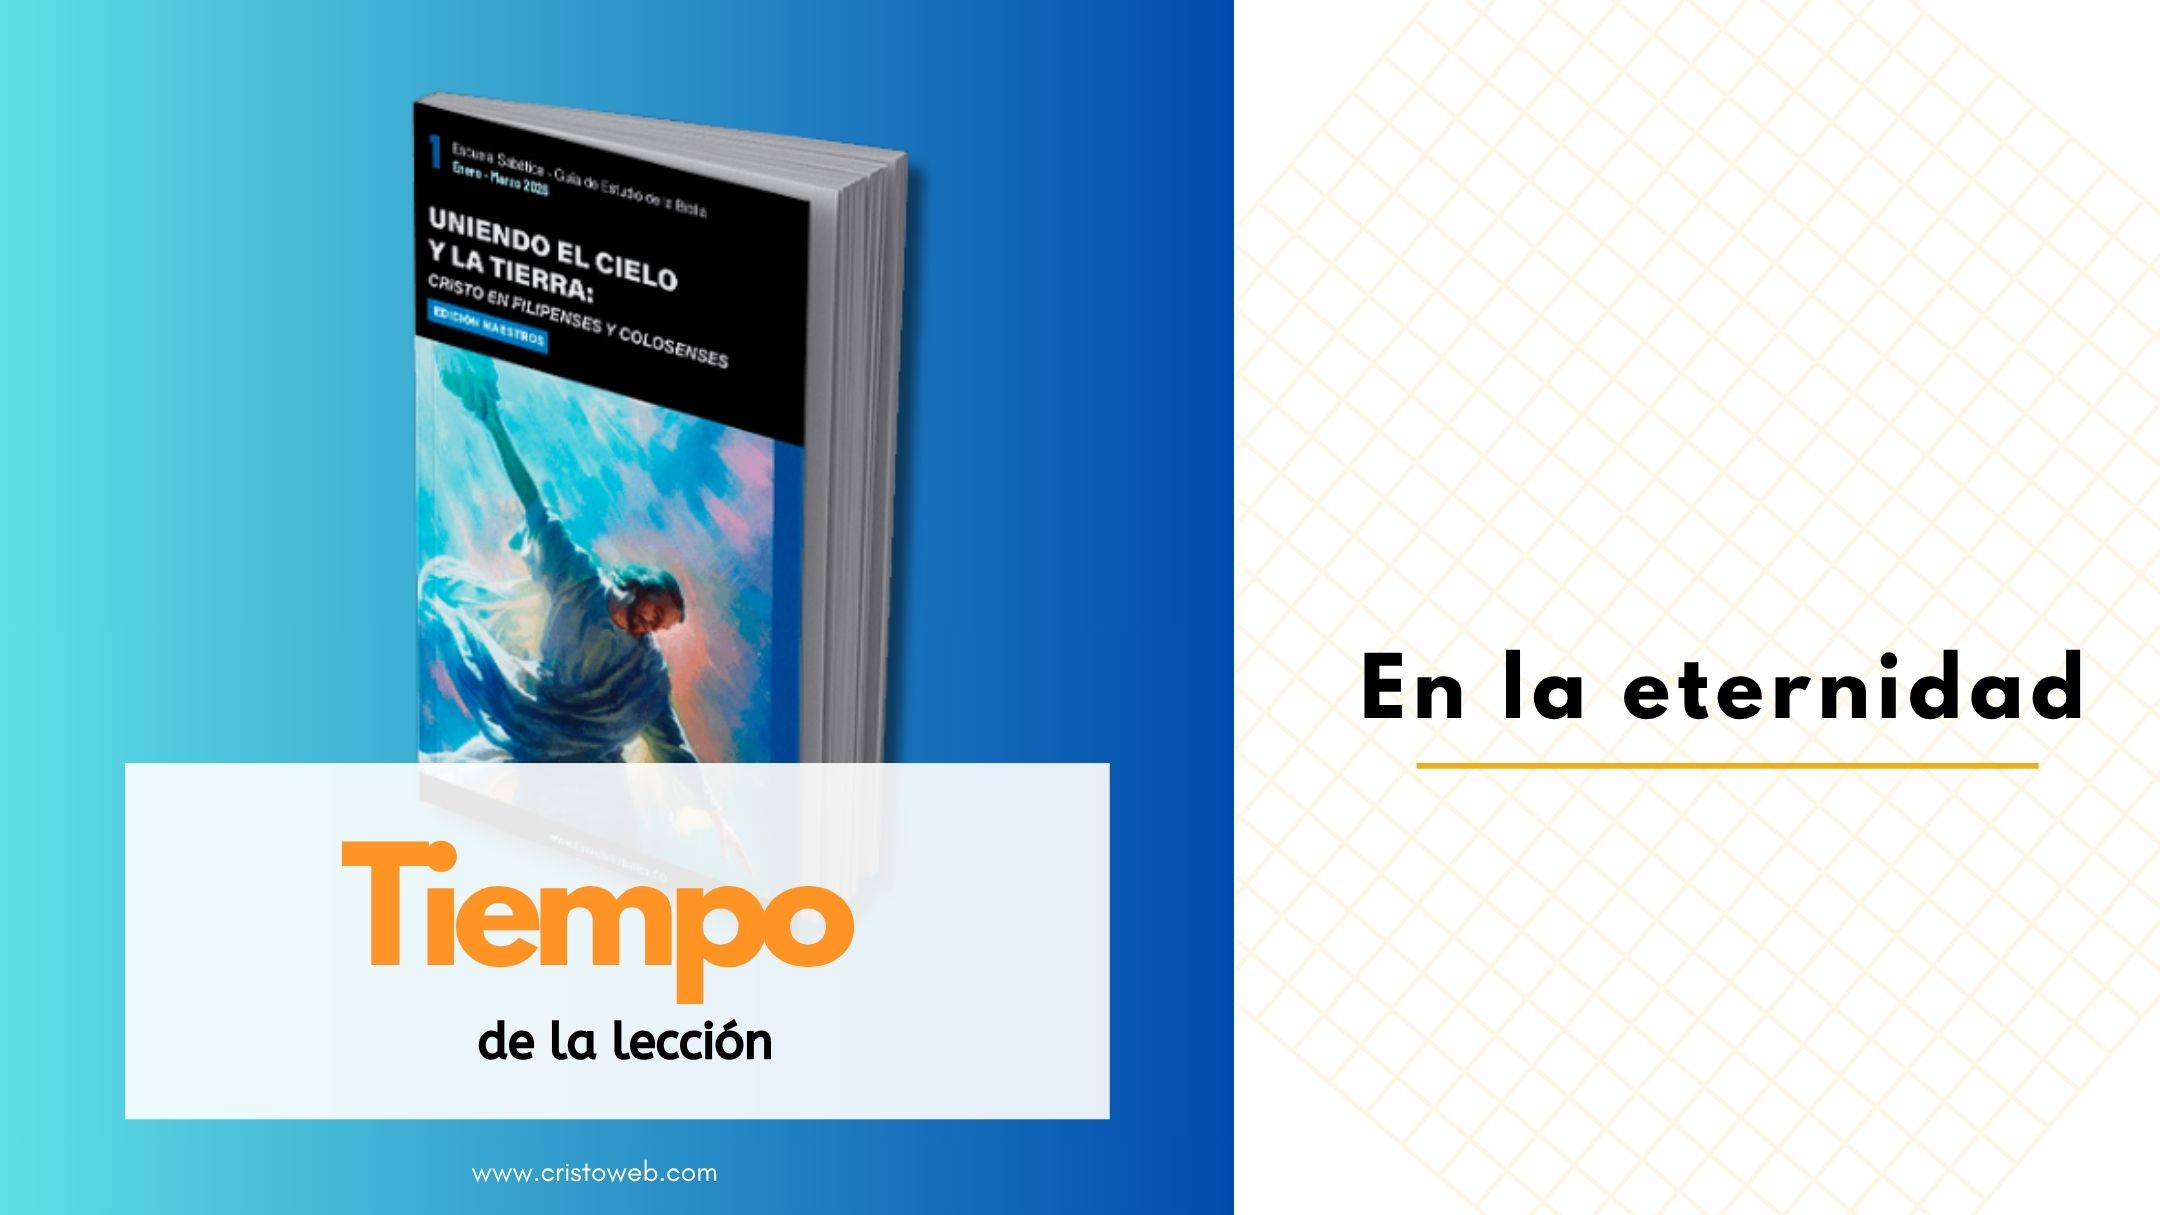 1
Escuela Sabática - Guía de Estudio de la Biblia
Enero - Marzo 2026
UNIENDO EL CIELO
Y LA TIERRA:
CRISTO EN FILIPENSES Y COLOSENSES
EDICIÓN MAESTROS
Tiempo
de la lección
www.cristoweb.com
En la eternidad